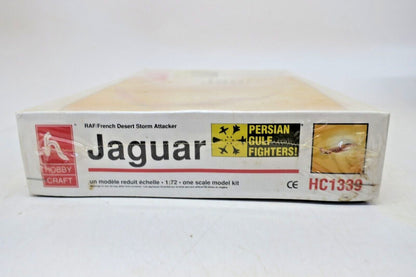 RAF/French Desert Storm Attacker
Jaguar
PERSIAN
GULF
FIGHTERS!
HOBBY
CRAFT
un modèle reduit échelle • 1:72 • one scale model kit
CE
HC1339